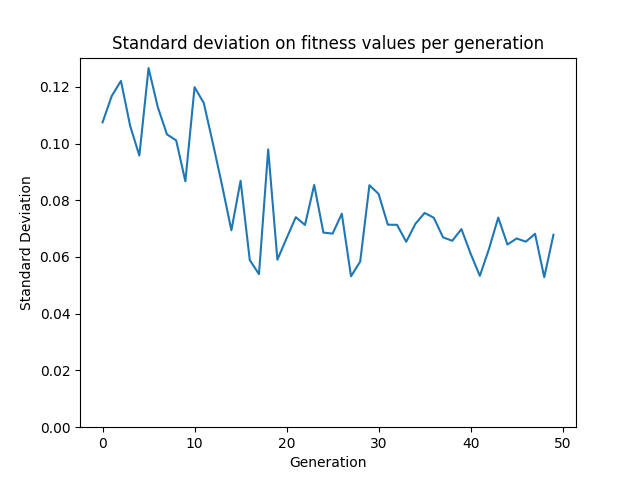 Standard deviation on fitness values per generation
0.12
0.10
0.08
0.06
0.04
0.02
0.00
Standard Deviation
0 10 20 30 40 50
Generation